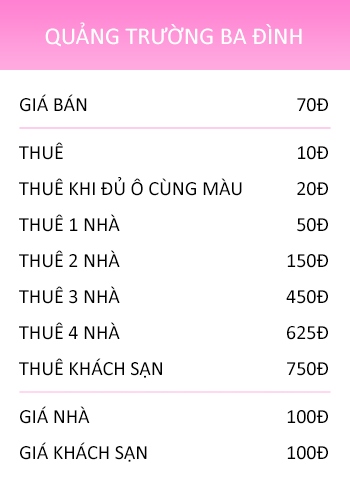 QUẢNG TRƯỜNG BA ĐÌNH
GIÁ BÁN 70Đ
THUÊ 10Đ
THUÊ KHI ĐỦ Ô CÙNG MÀU 20Đ
THUÊ 1 NHÀ 50Đ
THUÊ 2 NHÀ 150Đ
THUÊ 3 NHÀ 450Đ
THUÊ 4 NHÀ 625Đ
THUÊ KHÁCH SẠN 750Đ
GIÁ NHÀ 100Đ
GIÁ KHÁCH SẠN 100Đ